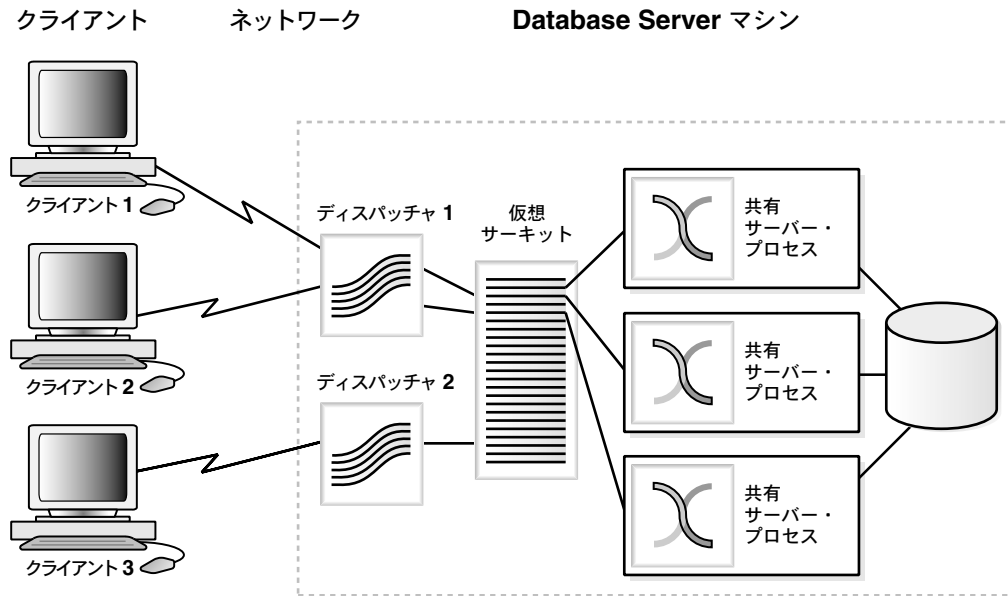 クライアント
ネットワーク
Database Server マシン
クライアント 1
ディスパッチャ 1
仮想
サーキット
共有
サーバー・
プロセス
クライアント 2
ディスパッチャ 2
共有
サーバー・
プロセス
クライアント 3
共有
サーバー・
プロセス